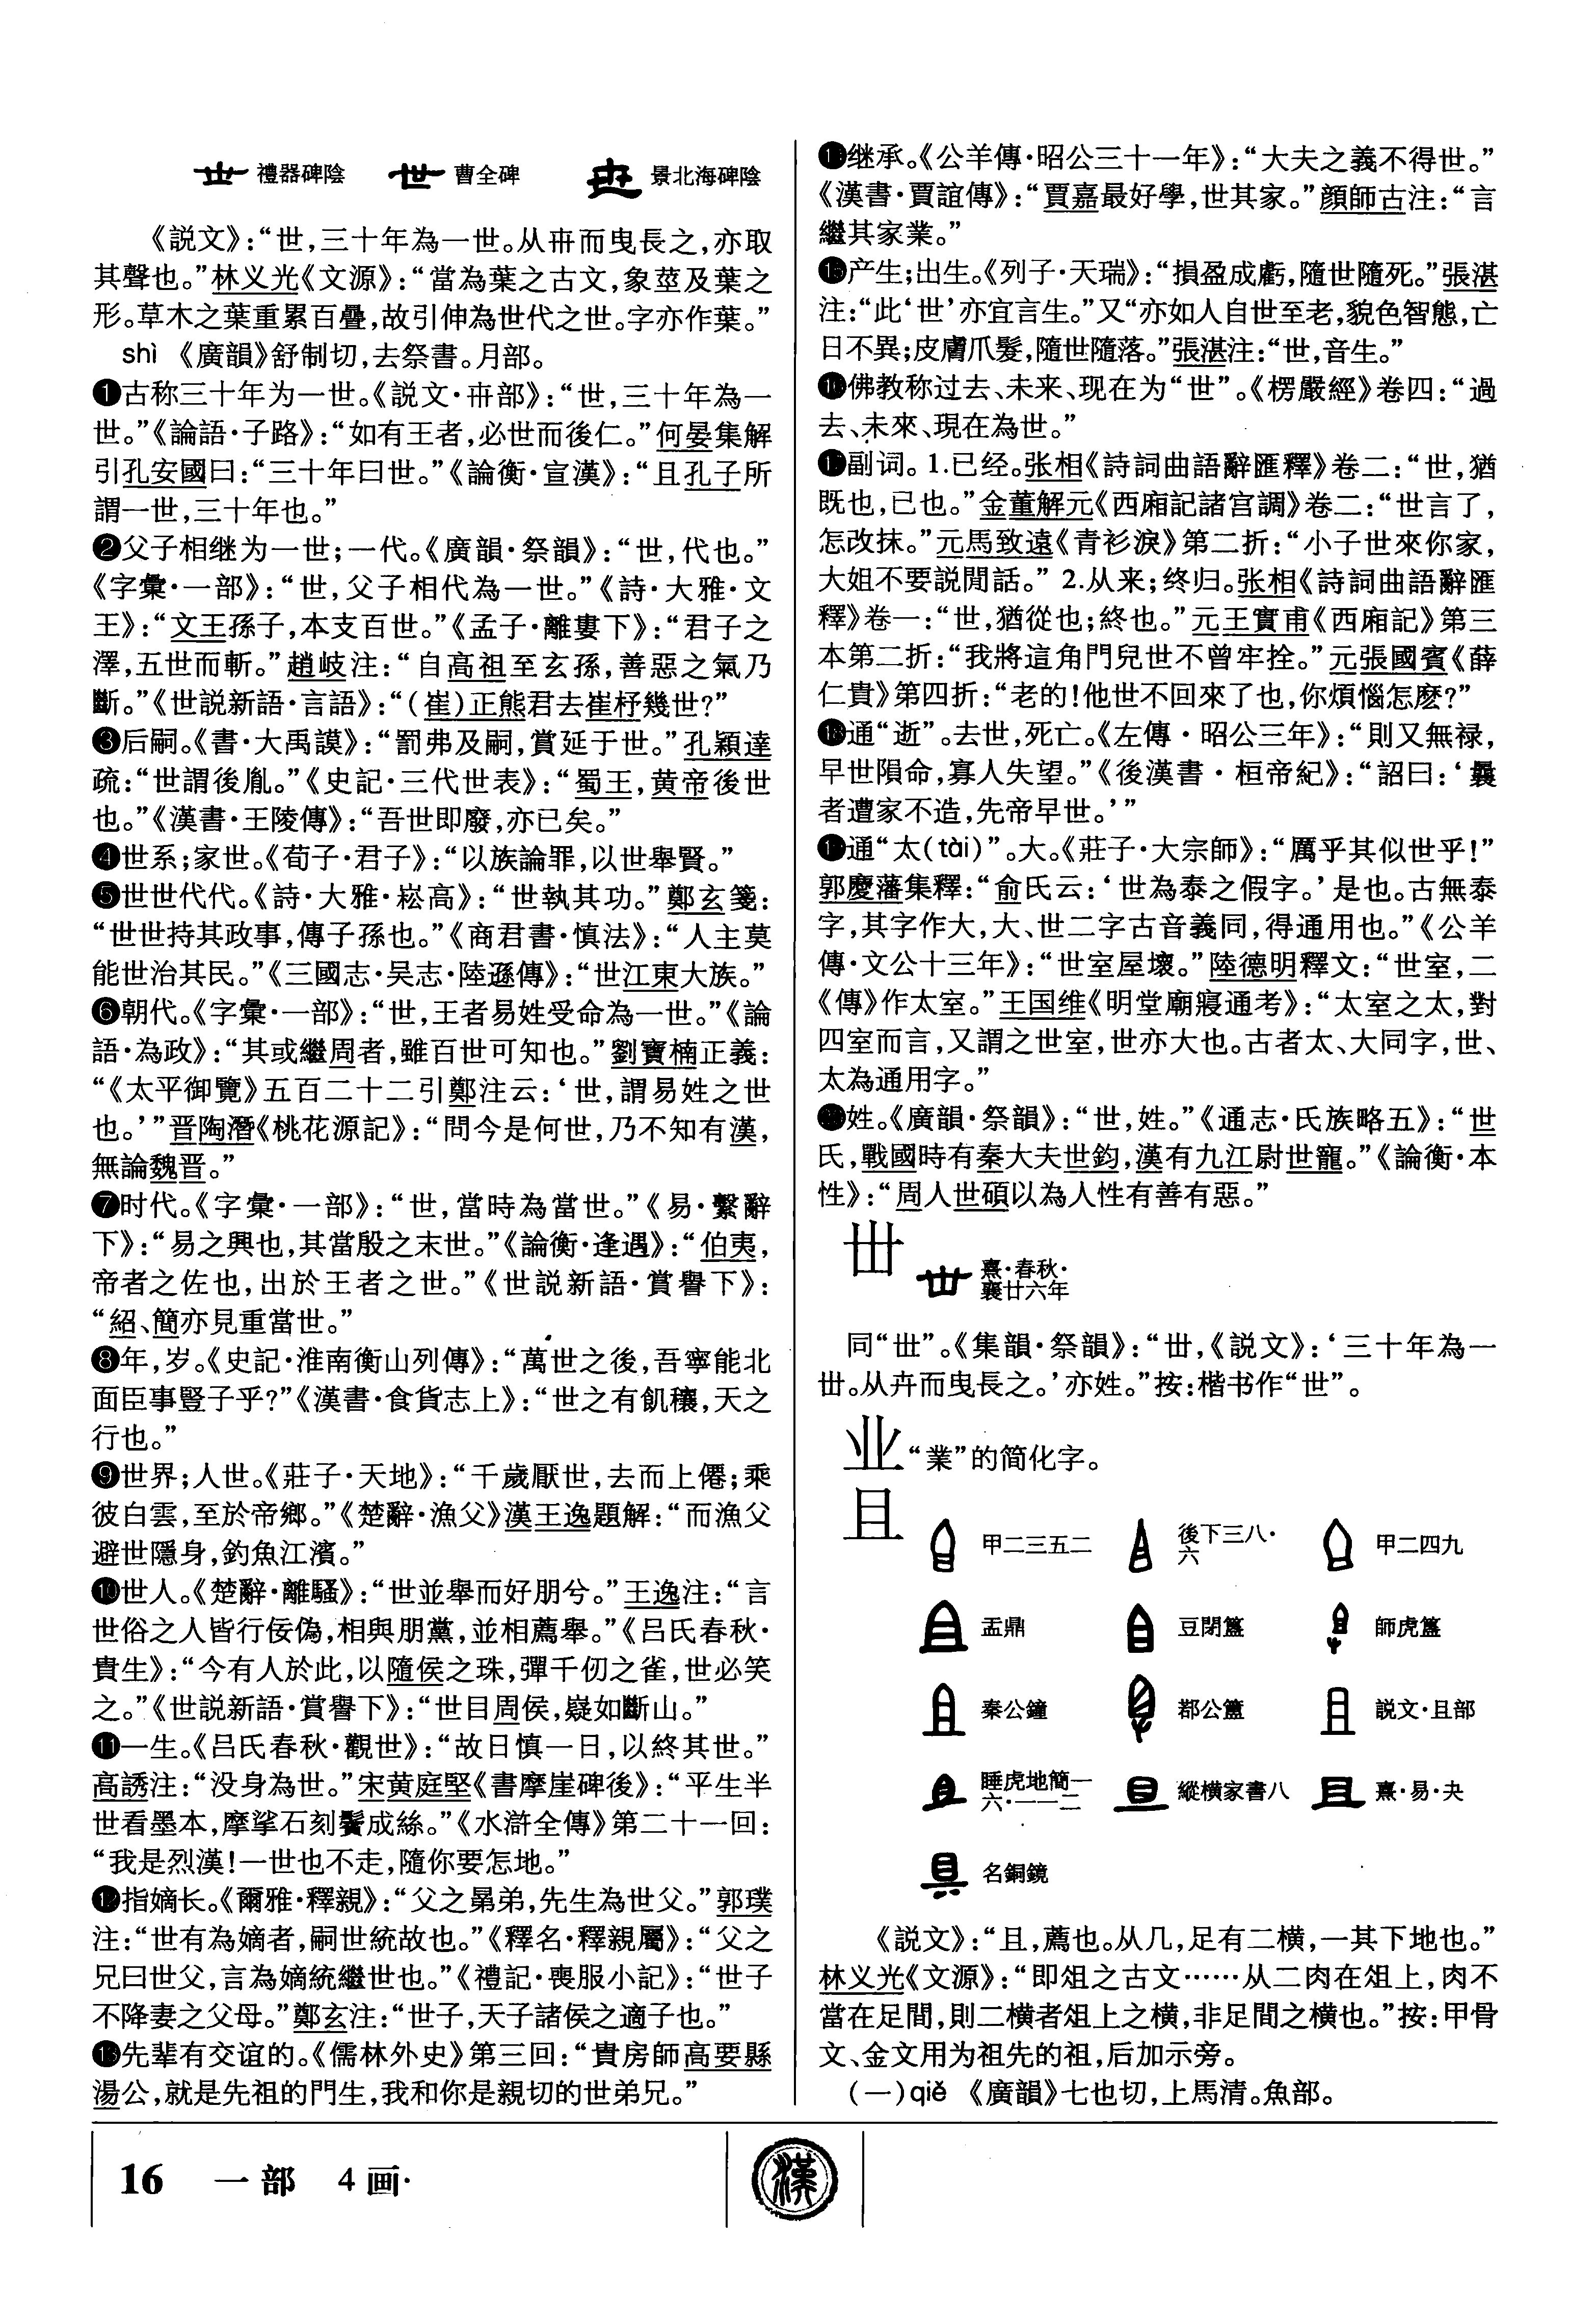 禮器碑陰 曹全碑 景北海碑陰
《説文》：“世，三十年為一世。从卉而曳長之，亦取
其聲也。”林义光《文源》：“當為葉之古文，象莖及葉之
形。草木之葉重累百疊，故引伸為世代之世。字亦作葉。”
shì 《廣韻》舒制切，去祭書。月部。
❶古称三十年为一世。《説文·卉部》：“世，三十年為一
世。”《論語·子路》：“如有王者，必世而後仁。”何晏集解
引孔安國曰：“三十年曰世。”《論衡·宣漢》：“且孔子所
謂一世，三十年也。”
❷父子相继为一世；一代。《廣韻·祭韻》：“世，代也。”
《字彙·一部》：“世，父子相代為一世。”《詩·大雅·文
王》：“文王孫子，本支百世。”《孟子·離婁下》：“君子之
澤，五世而斬。”趙岐注：“自高祖至玄孫，善惡之氣乃
斷。”《世説新語·言語》：“（崔）正熊君去崔杼幾世？”
❸后嗣。《書·大禹謨》：“罰弗及嗣，賞延于世。”孔穎達
疏：“世謂後胤。”《史記·三代世表》：“蜀王，黄帝後世
也。”《漢書·王陵傳》：“吾世即廢，亦已矣。”
❹世系；家世。《荀子·君子》：“以族論罪，以世舉賢。”
❺世世代代。《詩·大雅·崧高》：“世執其功。”鄭玄箋：
“世世持其政事，傳子孫也。”《商君書·慎法》：“人主莫
能世治其民。”《三國志·吴志·陸遜傳》：“世江東大族。”
❻朝代。《字彙·一部》：“世，王者易姓受命為一世。”《論
語·為政》：“其或繼周者，雖百世可知也。”劉寶楠正義：
“《太平御覽》五百二十二引鄭注云：‘世，謂易姓之世
也。’”晋陶潛《桃花源記》：“問今是何世，乃不知有漢，
無論魏晋。”
❼时代。《字彙·一部》：“世，當時為當世。”《易·繫辭
下》：“易之興也，其當殷之末世。”《論衡·逢遇》：“伯夷，
帝者之佐也，出於王者之世。”《世説新語·賞譽下》：
“紹、簡亦見重當世。”
❽年，岁。《史記·淮南衡山列傳》：“萬世之後，吾寧能北
面臣事豎子乎？”《漢書·食貨志上》：“世之有飢穰，天之
行也。”
❾世界；人世。《莊子·天地》：“千歲厭世，去而上僊；乘
彼白雲，至於帝鄉。”《楚辭·漁父》漢王逸題解：“而漁父
避世隱身，釣魚江濱。”
❿世人。《楚辭·離騷》：“世並舉而好朋兮。”王逸注：“言
世俗之人皆行佞偽，相與朋黨，並相薦舉。”《吕氏春秋·
貴生》：“今有人於此，以隨侯之珠，彈千仞之雀，世必笑
之。”《世説新語·賞譽下》：“世目周侯，嶷如斷山。”
⓫一生。《吕氏春秋·觀世》：“故日慎一日，以終其世。”
高誘注：“没身為世。”宋黄庭堅《書摩崖碑後》：“平生半
世看墨本，摩挲石刻鬢成絲。”《水滸全傳》第二十一回：
“我是烈漢！一世也不走，隨你要怎地。”
⓬指嫡长。《爾雅·釋親》：“父之晜弟，先生為世父。”郭璞
注：“世有為嫡者，嗣世統故也。”《釋名·釋親屬》：“父之
兄曰世父，言為嫡統繼世也。”《禮記·喪服小記》：“世子
不降妻之父母。”鄭玄注：“世子，天子諸侯之適子也。”
⓭先辈有交谊的。《儒林外史》第三回：“貴房師高要縣
湯公，就是先祖的門生，我和你是親切的世弟兄。”
⓮继承。《公羊傳·昭公三十一年》：“大夫之義不得世。”
《漢書·賈誼傳》：“賈嘉最好學，世其家。”顔師古注：“言
繼其家業。”
⓯产生；出生。《列子·天瑞》：“損盈成虧，隨世隨死。”張湛
注：“此‘世’亦宜言生。”又“亦如人自世至老，貌色智態，亡
日不異；皮膚爪髮，隨世隨落。”張湛注：“世，音生。”
⓰佛教称过去、未来、现在为“世”。《楞嚴經》卷四：“過
去、未來、現在為世。”
⓱副词。1.已经。张相《詩詞曲語辭匯釋》卷二：“世，猶
既也，已也。”金董解元《西廂記諸宫調》卷二：“世言了，
怎改抹。”元馬致遠《青衫淚》第二折：“小子世來你家，
大姐不要説閒話。” 2.从来；终归。张相《詩詞曲語辭匯
釋》卷一：“世，猶從也；終也。”元王實甫《西廂記》第三
本第二折：“我將這角門兒世不曾牢拴。”元張國賓《薛
仁貴》第四折：“老的！他世不回來了也，你煩惱怎麽？”
⓲通“逝”。去世，死亡。《左傳·昭公三年》：“則又無禄，
早世隕命，寡人失望。”《後漢書·桓帝紀》：“詔曰：‘曩
者遭家不造，先帝早世。’”
⓳通“太（tài）”。大。《莊子·大宗師》：“厲乎其似世乎！”
郭慶藩集釋：“俞氏云：‘世為泰之假字。’是也。古無泰
字，其字作大，大、世二字古音義同，得通用也。”《公羊
傳·文公十三年》：“世室屋壞。”陸德明釋文：“世室，二
《傳》作太室。”王国维《明堂廟寢通考》：“太室之太，對
四室而言，又謂之世室，世亦大也。古者太、大同字，世、
太為通用字。”
⓴姓。《廣韻·祭韻》：“世，姓。”《通志·氏族略五》：“世
氏，戰國時有秦大夫世鈞，漢有九江尉世寵。”《論衡·本
性》：“周人世碩以為人性有善有惡。”
丗 熹·春秋·
襄廿六年
同“世”。《集韻·祭韻》：“丗，《説文》：‘三十年為一
丗。从卉而曳長之。’亦姓。”按：楷书作“世”。
业 “業”的简化字。
且 甲二三五二 後下三八·六 甲二四九
盂鼎 豆閉簋 師虎簋
秦公鐘 郡公簠 説文·且部
睡虎地簡一六·一一二 縱横家書八 熹·易·夬
名銅鏡
《説文》：“且，薦也。从几，足有二横，一其下地也。”
林义光《文源》：“即俎之古文……从二肉在俎上，肉不
當在足間，則二横者俎上之横，非足間之横也。”按：甲骨
文、金文用为祖先的祖，后加示旁。
（一）qiě 《廣韻》七也切，上馬清。魚部。
16 一部 4画·
漢